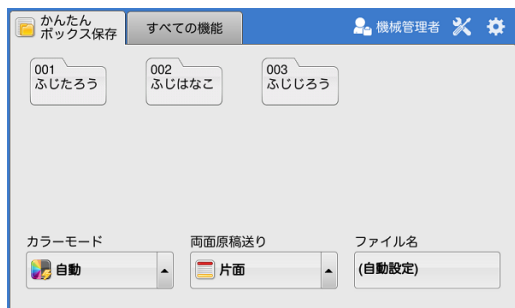 かんたん
ボックス保存
すべての機能
機械管理者
001
ふじたろう
002
ふじはなこ
003
ふじじろう
カラーモード
両面原稿送り
ファイル名
自動
片面
(自動設定)